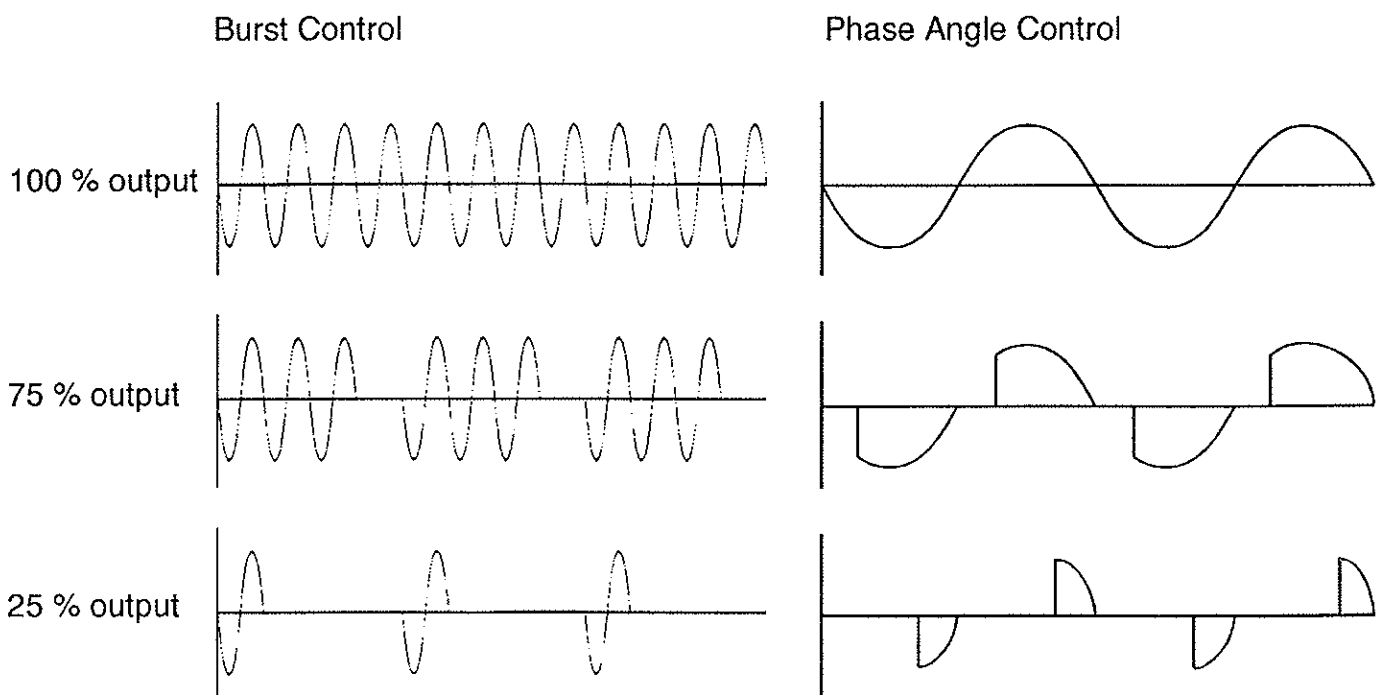 Burst Control
Phase Angle Control
100 % output
75 % output
25 % output